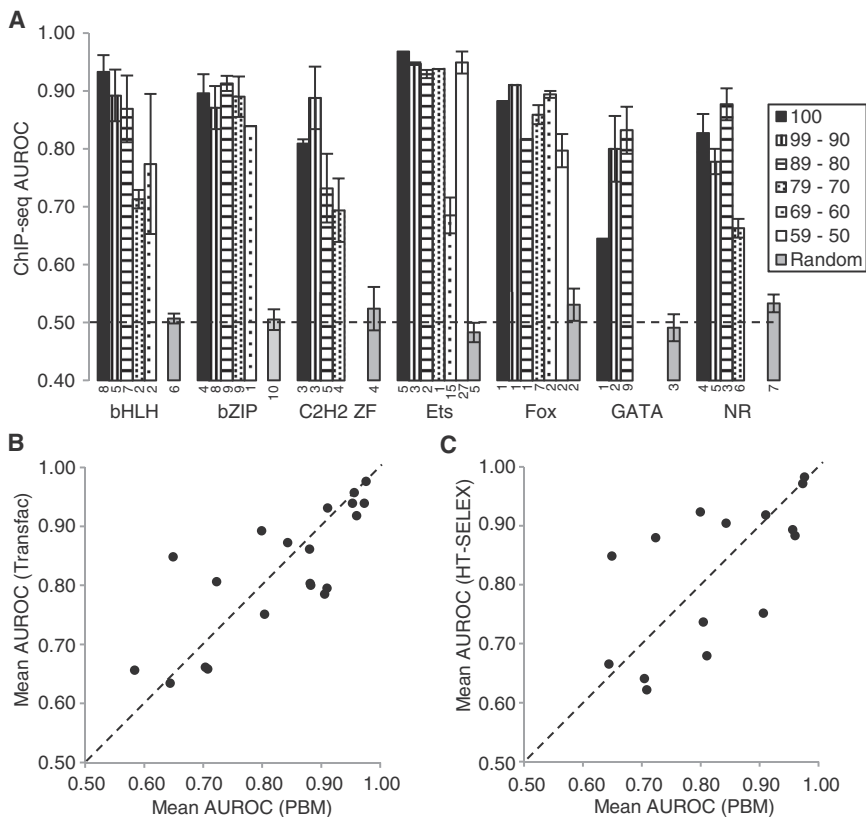 A
ChIP-seq AUROC
1.00
0.90
0.80
0.70
0.60
0.50
0.40
8 5 7 2 2 6
4 8 9 9 1 10
3 3 5 4 4
5 3 2 1 15 27 5
1 1 1 7 2 2 2
1 2 9 3
4 5 3 6 7
bHLH bZIP C2H2 ZF Ets Fox GATA NR
100
99 - 90
89 - 80
79 - 70
69 - 60
59 - 50
Random
B
Mean AUROC (Transfac)
1.00
0.90
0.80
0.70
0.60
0.50
0.50 0.60 0.70 0.80 0.90 1.00
Mean AUROC (PBM)
C
Mean AUROC (HT-SELEX)
1.00
0.90
0.80
0.70
0.60
0.50
0.50 0.60 0.70 0.80 0.90 1.00
Mean AUROC (PBM)